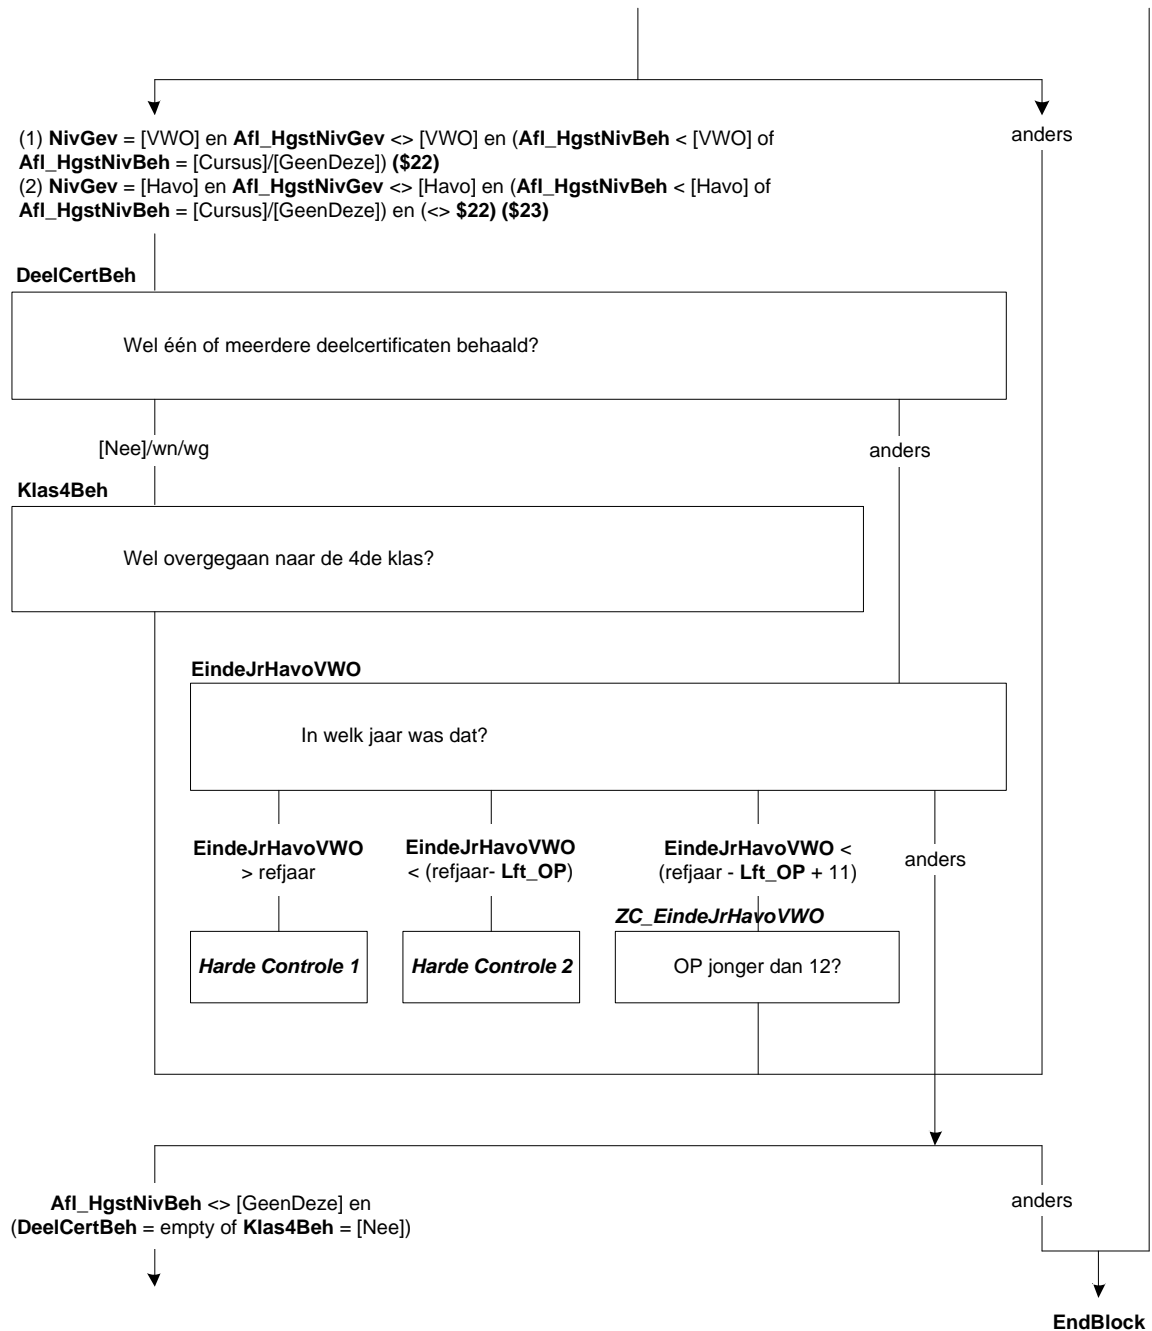 (1) NivGev = [VWO] en Afl_HgstNivGev <> [VWO] en (Afl_HgstNivBeh < [VWO] of
Afl_HgstNivBeh = [Cursus]/[GeenDeze]) ($22)
(2) NivGev = [Havo] en Afl_HgstNivGev <> [Havo] en (Afl_HgstNivBeh < [Havo] of
Afl_HgstNivBeh = [Cursus]/[GeenDeze]) en (<> $22) ($23)
anders
DeelCertBeh
Wel één of meerdere deelcertificaten behaald?
[Nee]/wn/wg
anders
Klas4Beh
Wel overgegaan naar de 4de klas?
EindeJrHavoVWO
In welk jaar was dat?
EindeJrHavoVWO
> refjaar
EindeJrHavoVWO
< (refjaar- Lft_OP)
EindeJrHavoVWO <
(refjaar - Lft_OP + 11)
anders
ZC_EindeJrHavoVWO
Harde Controle 1
Harde Controle 2
OP jonger dan 12?
Afl_HgstNivBeh <> [GeenDeze] en
(DeelCertBeh = empty of Klas4Beh = [Nee])
anders
EndBlock